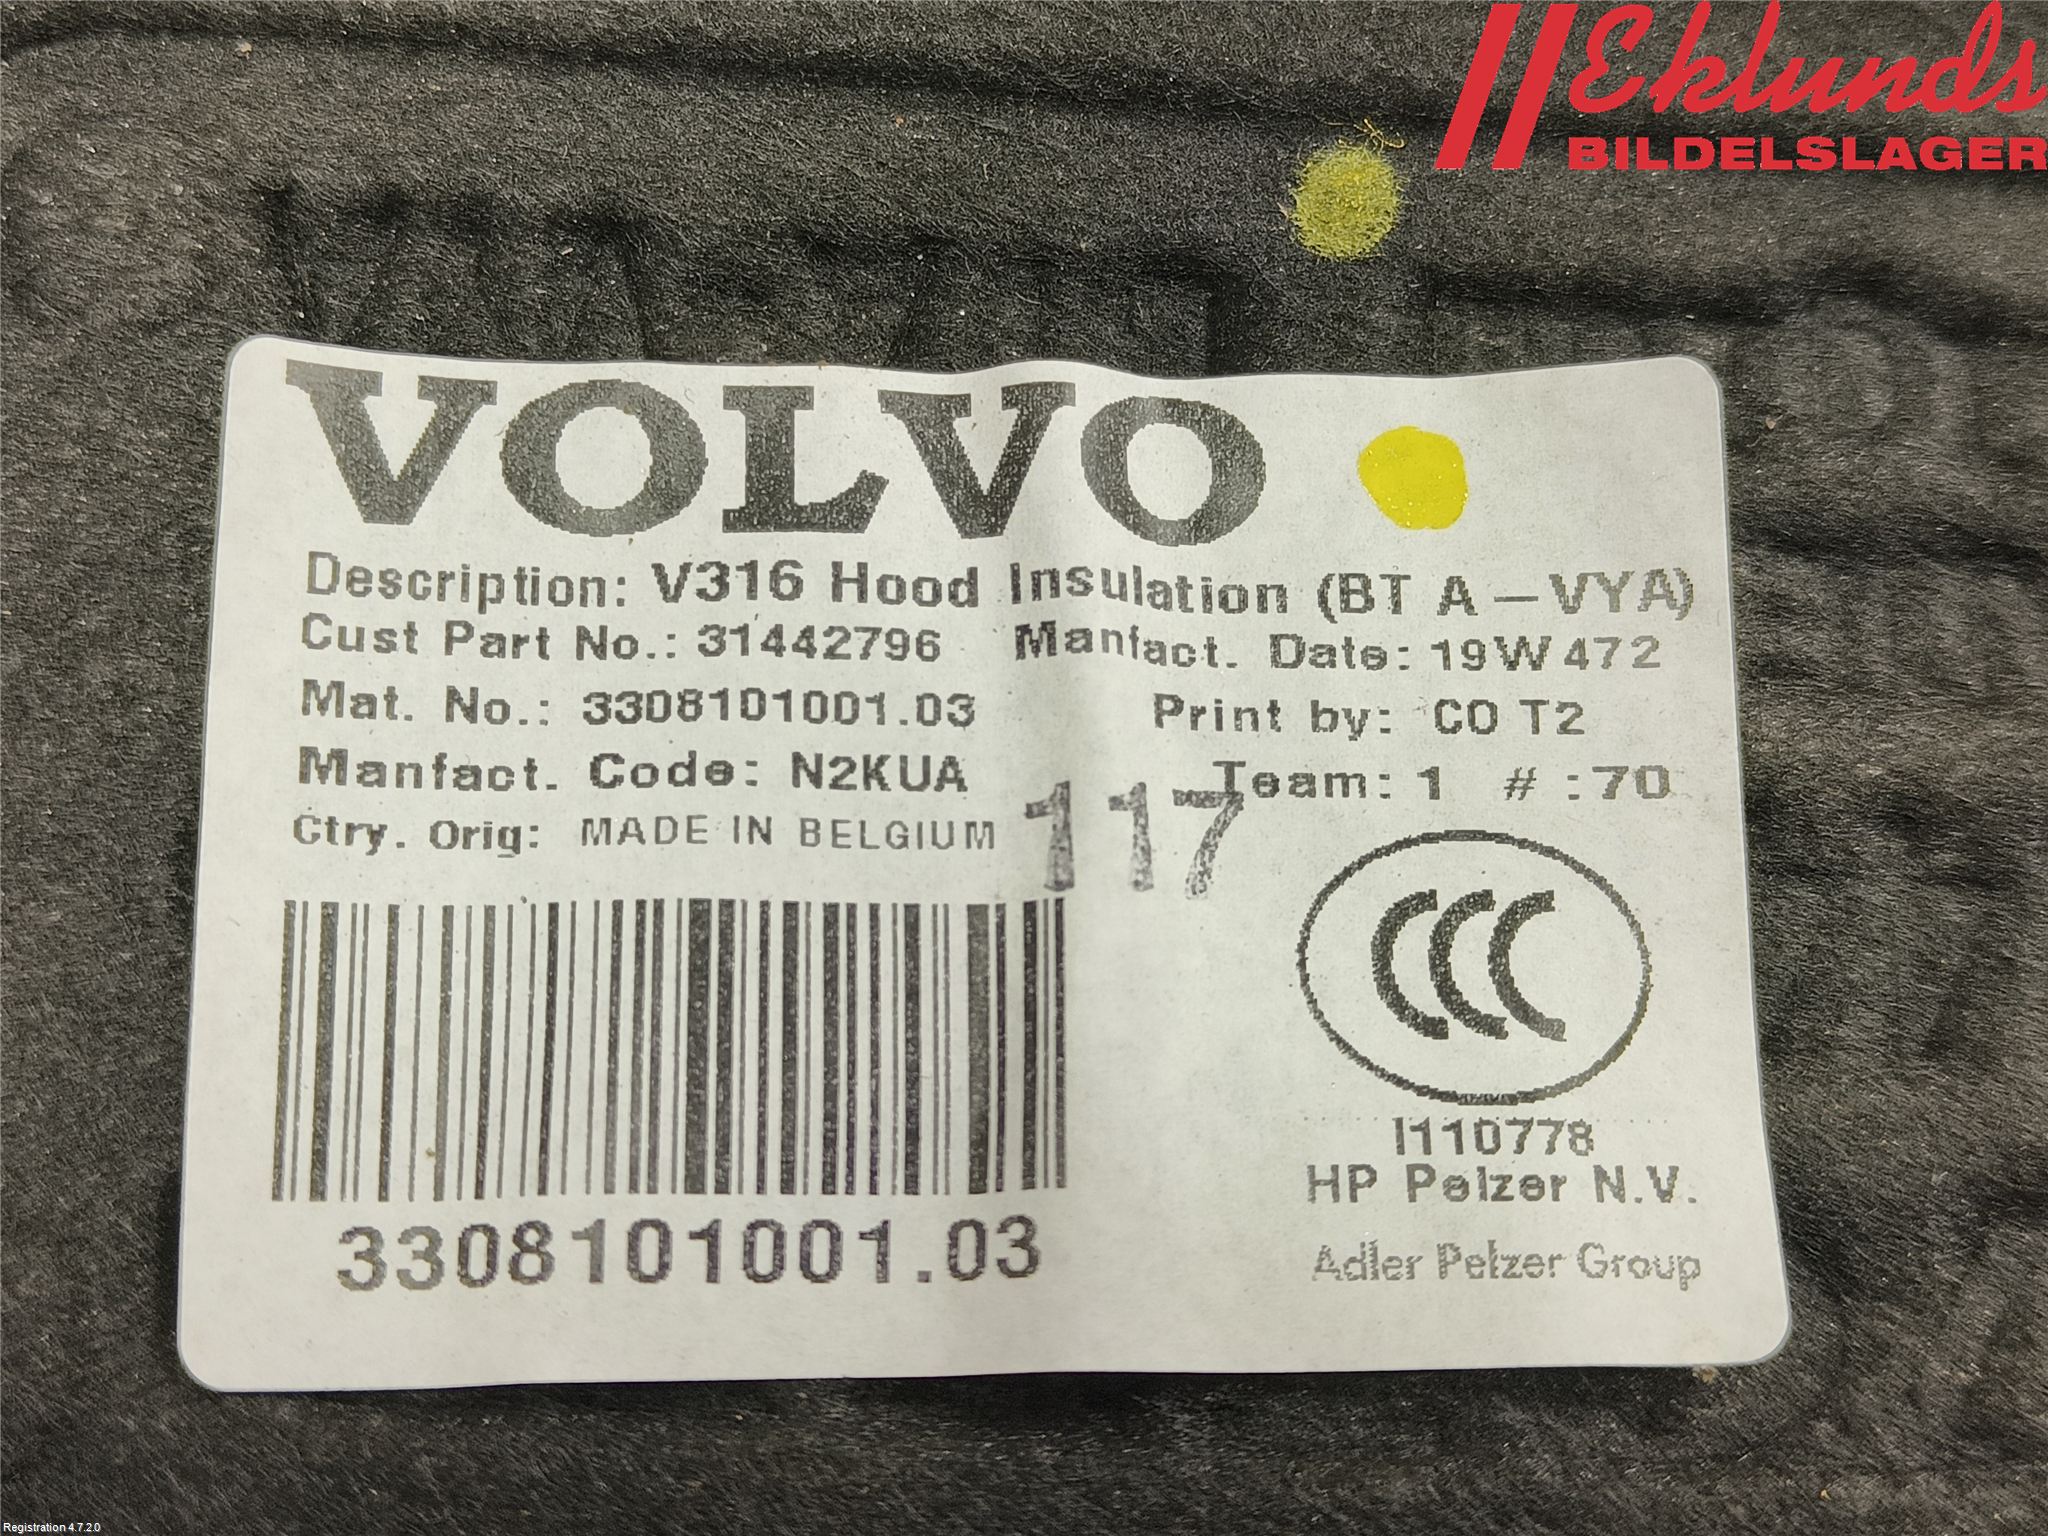 Eklunds
BILDELSLAGER
VOLVO
Description: V316 Hood Insulation (BT A -VYA)
Cust Part No.: 31442796 Manfact. Date: 19W472
Mat. No.: 3308101001.03 Print by: CO T2
Manfact. Code: N2KUA Team: 1 # :70
Ctry. Orig: MADE IN BELGIUM
117
CCC
I110778
HP Pelzer N.V.
3308101001.03
Adler Pelzer Group
Registration 4.7.2.0